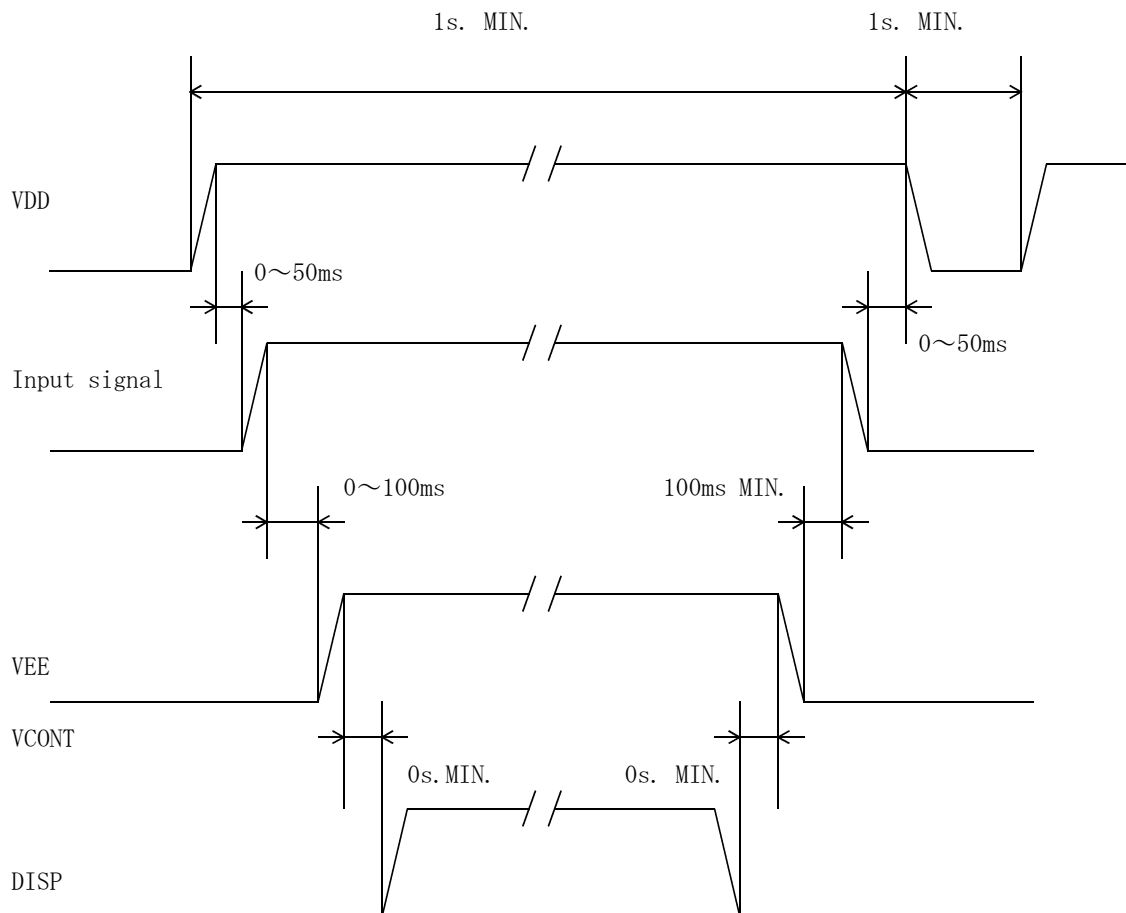 1s. MIN.
1s. MIN.
VDD
0～50ms
0～50ms
Input signal
0～100ms
100ms MIN.
VEE
VCONT
0s.MIN.
0s. MIN.
DISP